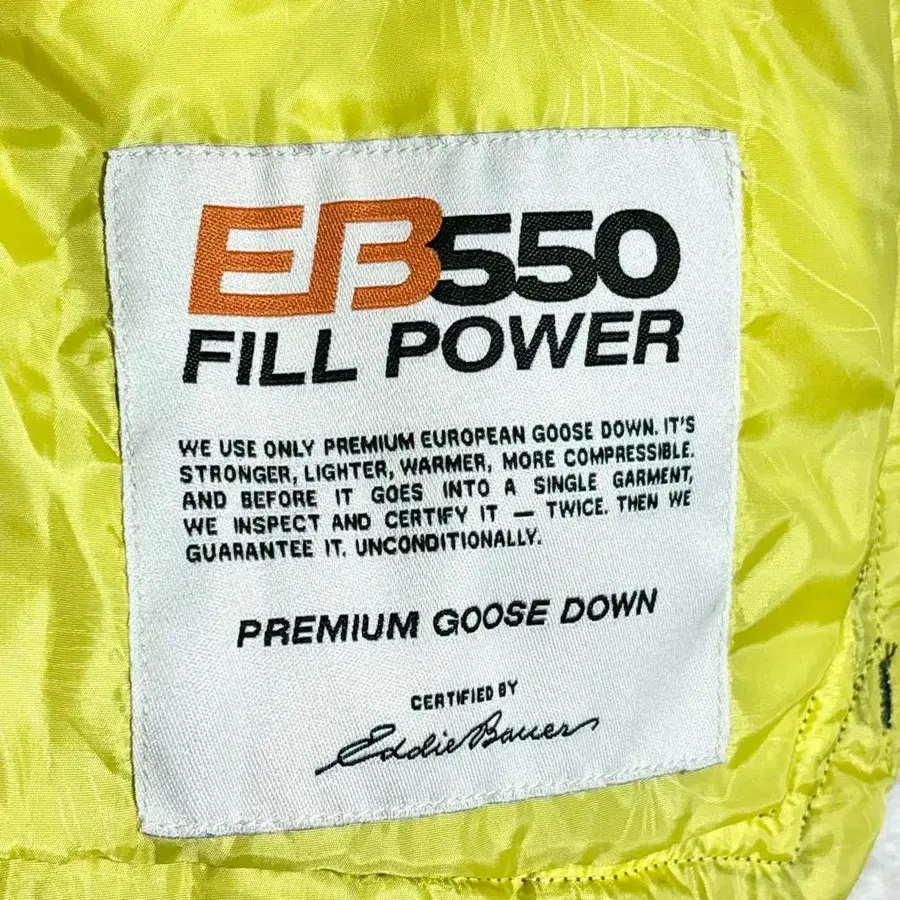 EB550
FILL POWER
WE USE ONLY PREMIUM EUROPEAN GOOSE DOWN. IT'S
STRONGER, LIGHTER, WARMER, MORE COMPRESSIBLE.
AND BEFORE IT GOES INTO A SINGLE GARMENT,
WE INSPECT AND CERTIFY IT — TWICE. THEN WE
GUARANTEE IT. UNCONDITIONALLY.
PREMIUM GOOSE DOWN
CERTIFIED BY
Eddie Bauer